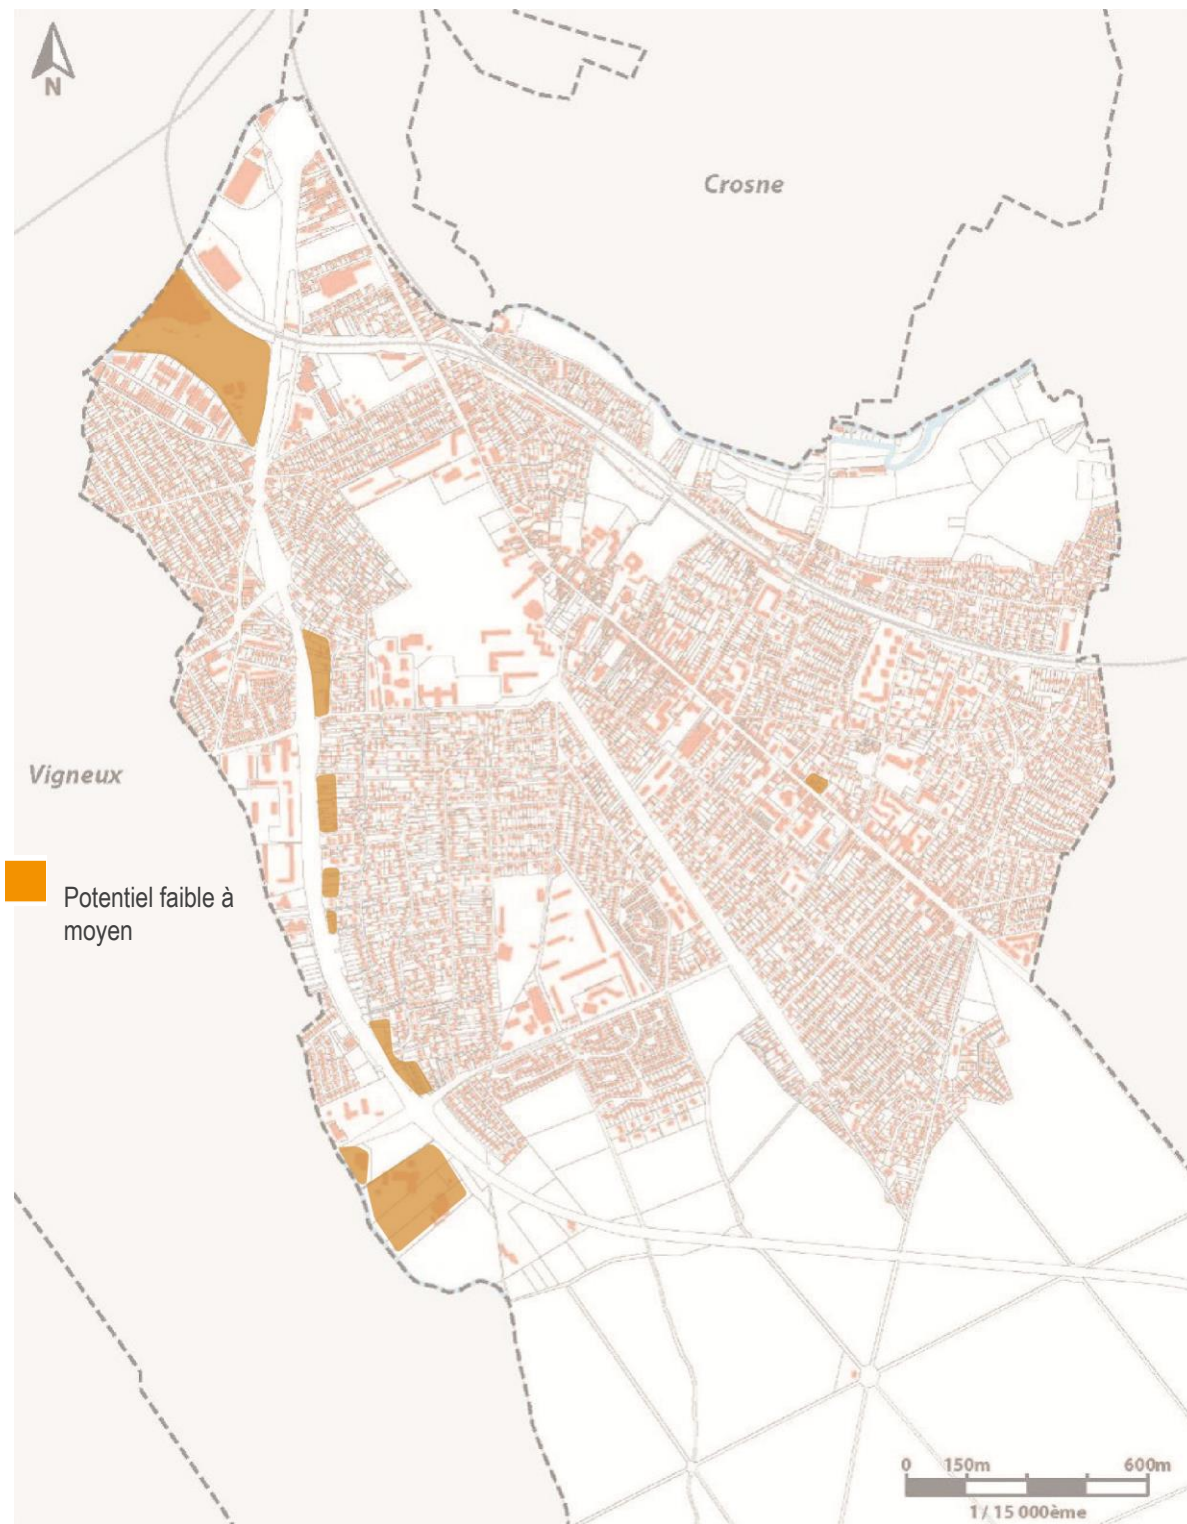 N
Crosne
Vigneux
Potentiel faible à
moyen
0 150m 600m
1 / 15 000ème